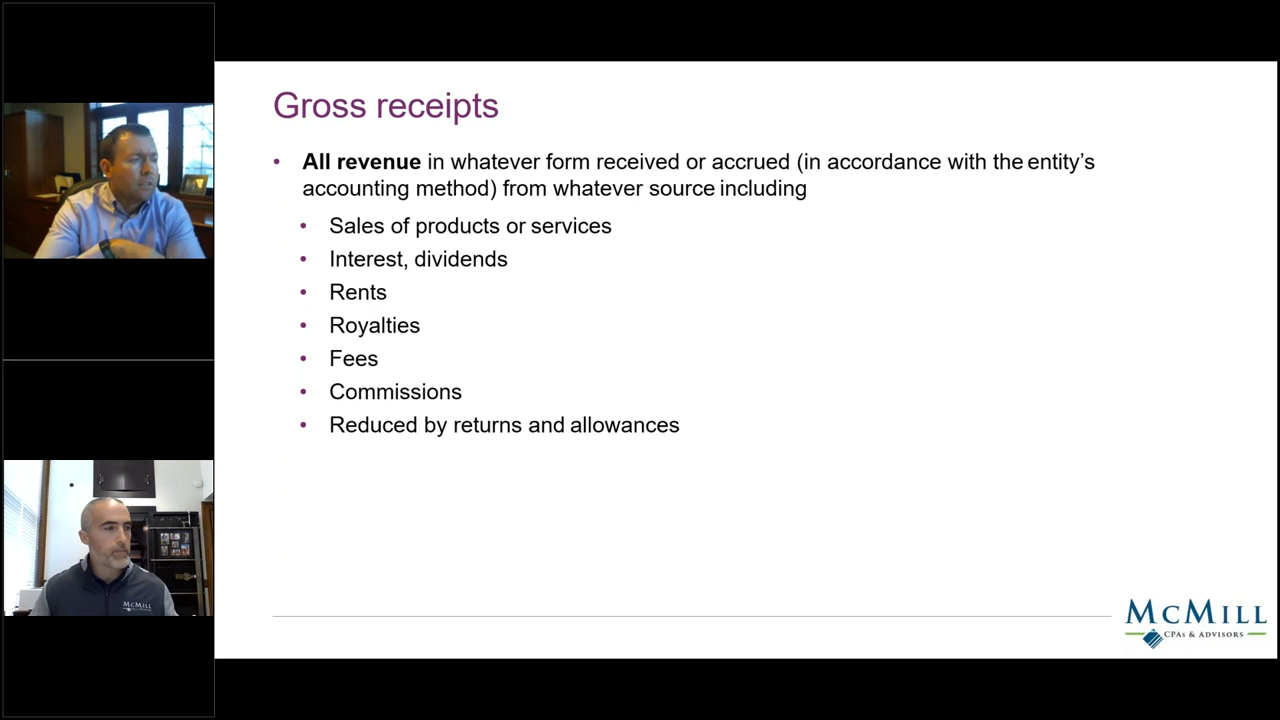 Gross receipts
• All revenue in whatever form received or accrued (in accordance with the entity’s
accounting method) from whatever source including
• Sales of products or services
• Interest, dividends
• Rents
• Royalties
• Fees
• Commissions
• Reduced by returns and allowances
McMill
CPAs & Advisors
McMill